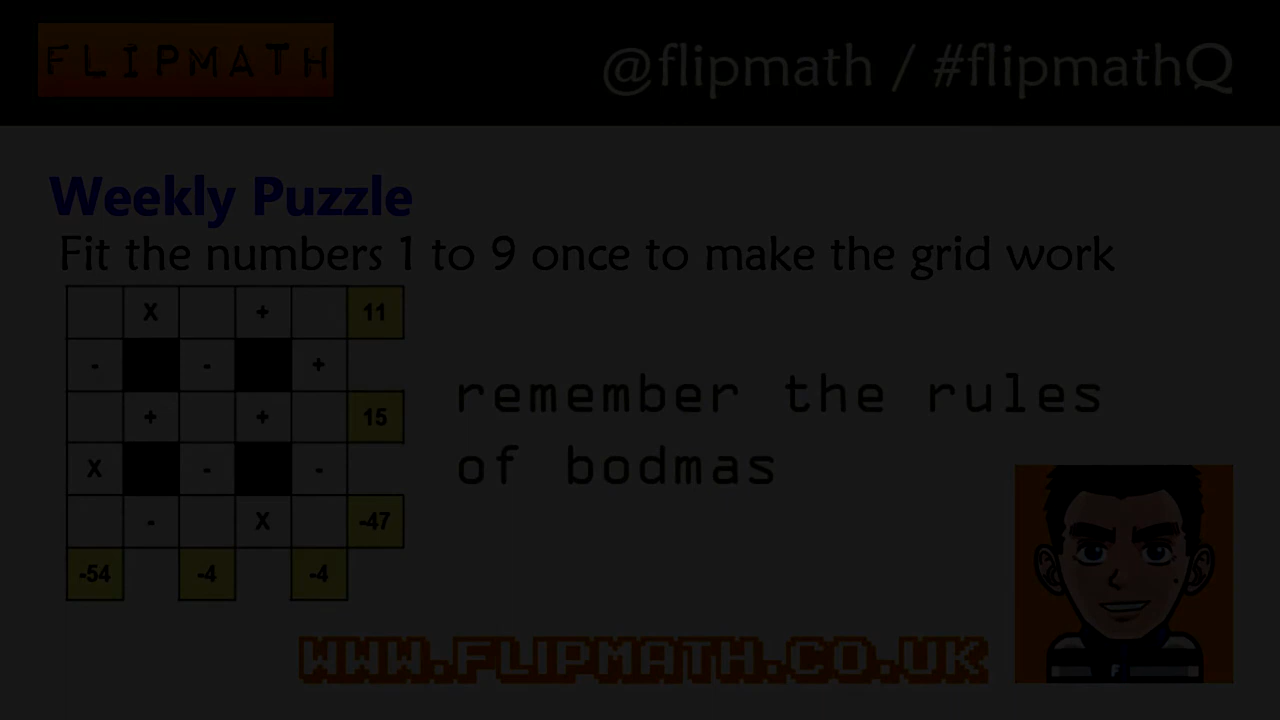 FLIPMATH
@flipmath / #flipmathQ
Weekly Puzzle
Fit the numbers 1 to 9 once to make the grid work
X + 11
- - +
+ + 15
X - -
- X -47
-54 -4 -4
remember the rules
of bodmas
WWW.FLIPMATH.CO.UK
F